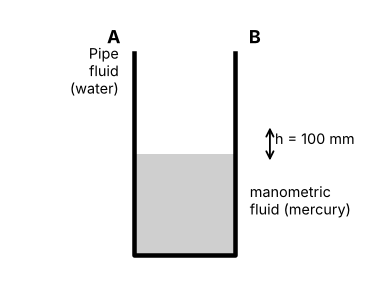 A
B
Pipe
fluid
(water)
h = 100 mm
manometric
fluid (mercury)